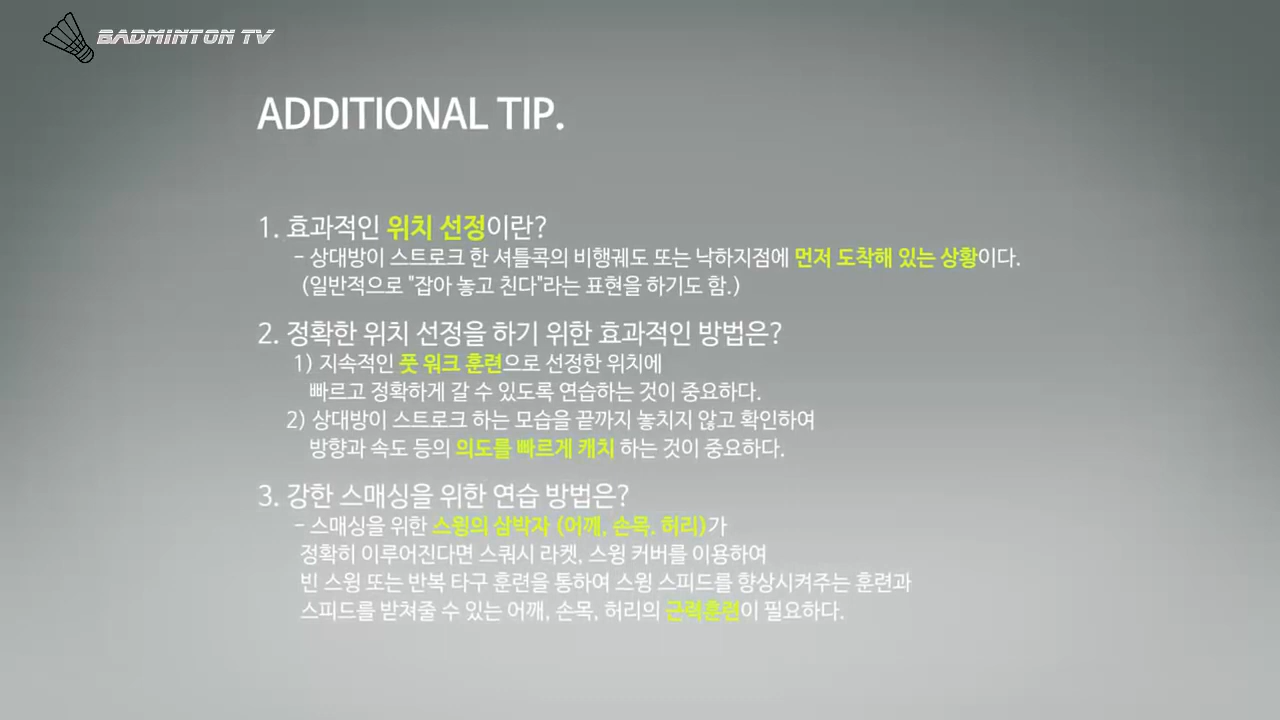 BADMINTON TV
ADDITIONAL TIP.
1. 효과적인 위치 선정이란?
- 상대방이 스트로크 한 셔틀콕의 비행궤도 또는 낙하지점에 먼저 도착해 있는 상황이다.
(일반적으로 "잡아 놓고 친다"라는 표현을 하기도 함.)
2. 정확한 위치 선정을 하기 위한 효과적인 방법은?
1) 지속적인 풋 워크 훈련으로 선정한 위치에
빠르고 정확하게 갈 수 있도록 연습하는 것이 중요하다.
2) 상대방이 스트로크 하는 모습을 끝까지 놓치지 않고 확인하여
방향과 속도 등의 의도를 빠르게 캐치 하는 것이 중요하다.
3. 강한 스매싱을 위한 연습 방법은?
- 스매싱을 위한 스윙의 삼박자 (어깨, 손목, 허리)가
정확히 이루어진다면 스쿼시 라켓, 스윙 커버를 이용하여
빈 스윙 또는 반복 타구 훈련을 통하여 스윙 스피드를 향상시켜주는 훈련과
스피드를 받쳐줄 수 있는 어깨, 손목, 허리의 근력훈련이 필요하다.